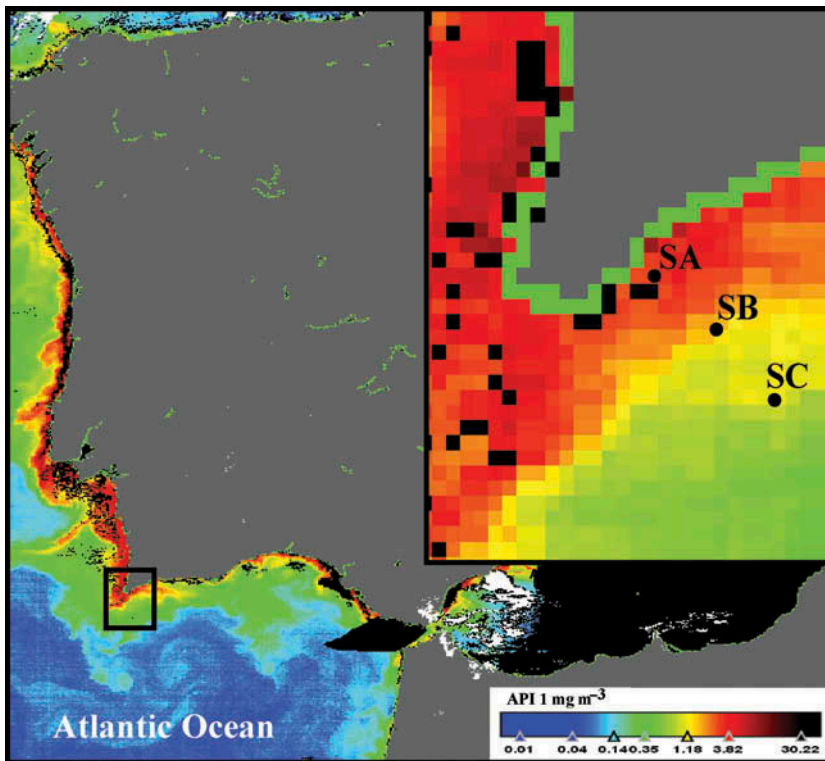 SA
SB
SC
Atlantic Ocean
API 1 mg m⁻³
0.01 0.04 0.14 0.35 1.18 3.82 30.22